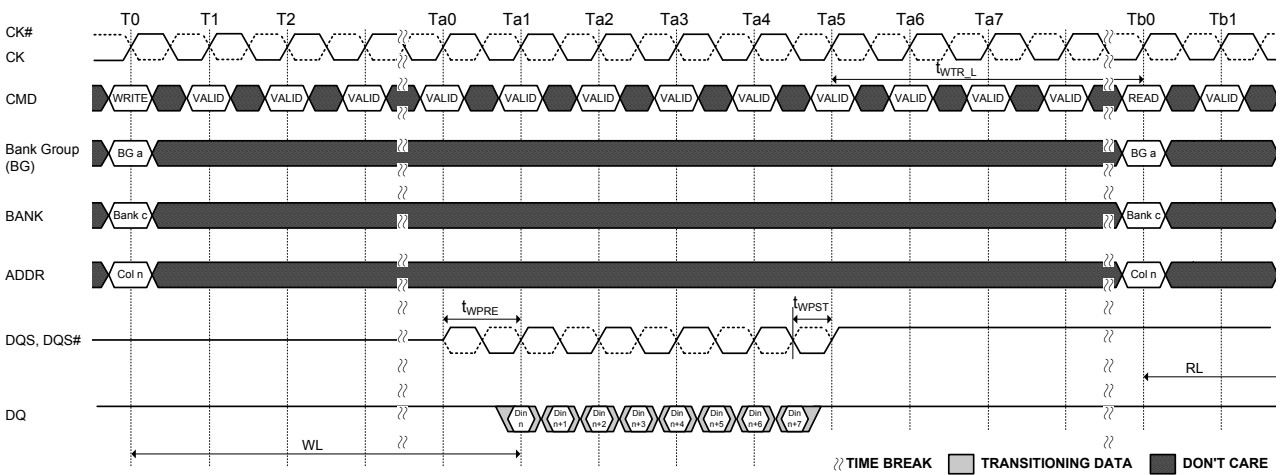 T0 T1 T2 Ta0 Ta1 Ta2 Ta3 Ta4 Ta5 Ta6 Ta7 Tb0 Tb1
CK#
CK
tWTR_L
CMD WRITE VALID VALID VALID VALID VALID VALID VALID VALID VALID VALID VALID VALID READ VALID
Bank Group
(BG)
BG a BG a
BANK Bank c Bank c
ADDR Col n Col n
tWPRE tWPST
DQS, DQS#
RL
DQ Din n Din n+1 Din n+2 Din n+3 Din n+4 Din n+5 Din n+6 Din n+7
WL
TIME BREAK TRANSITIONING DATA DON'T CARE